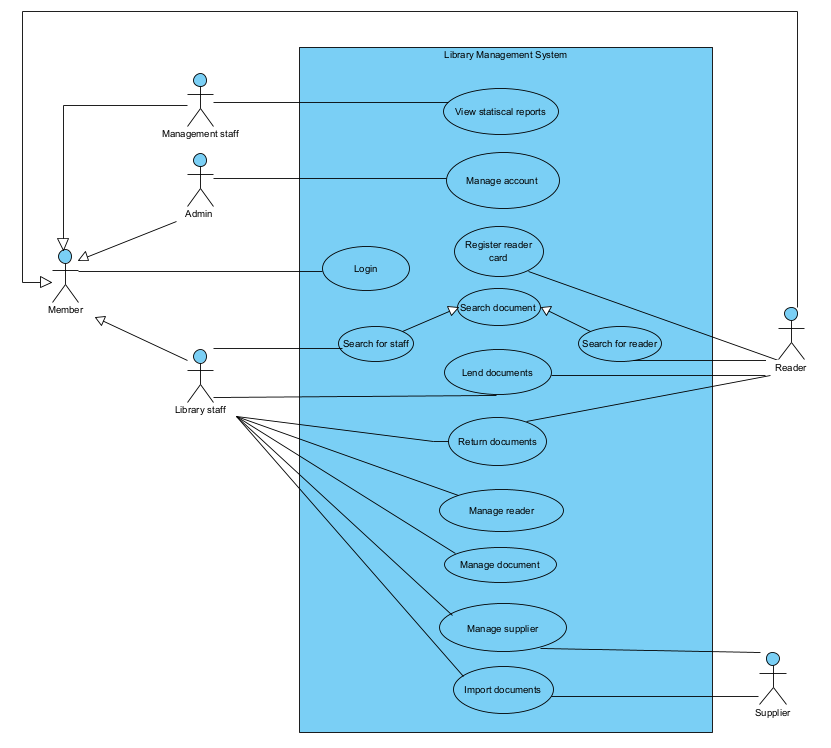 Library Management System
View statiscal reports
Management staff
Manage account
Admin
Register reader
card
Login
Member
Search document
Search for staff
Search for reader
Reader
Lend documents
Library staff
Return documents
Manage reader
Manage document
Manage supplier
Import documents
Supplier